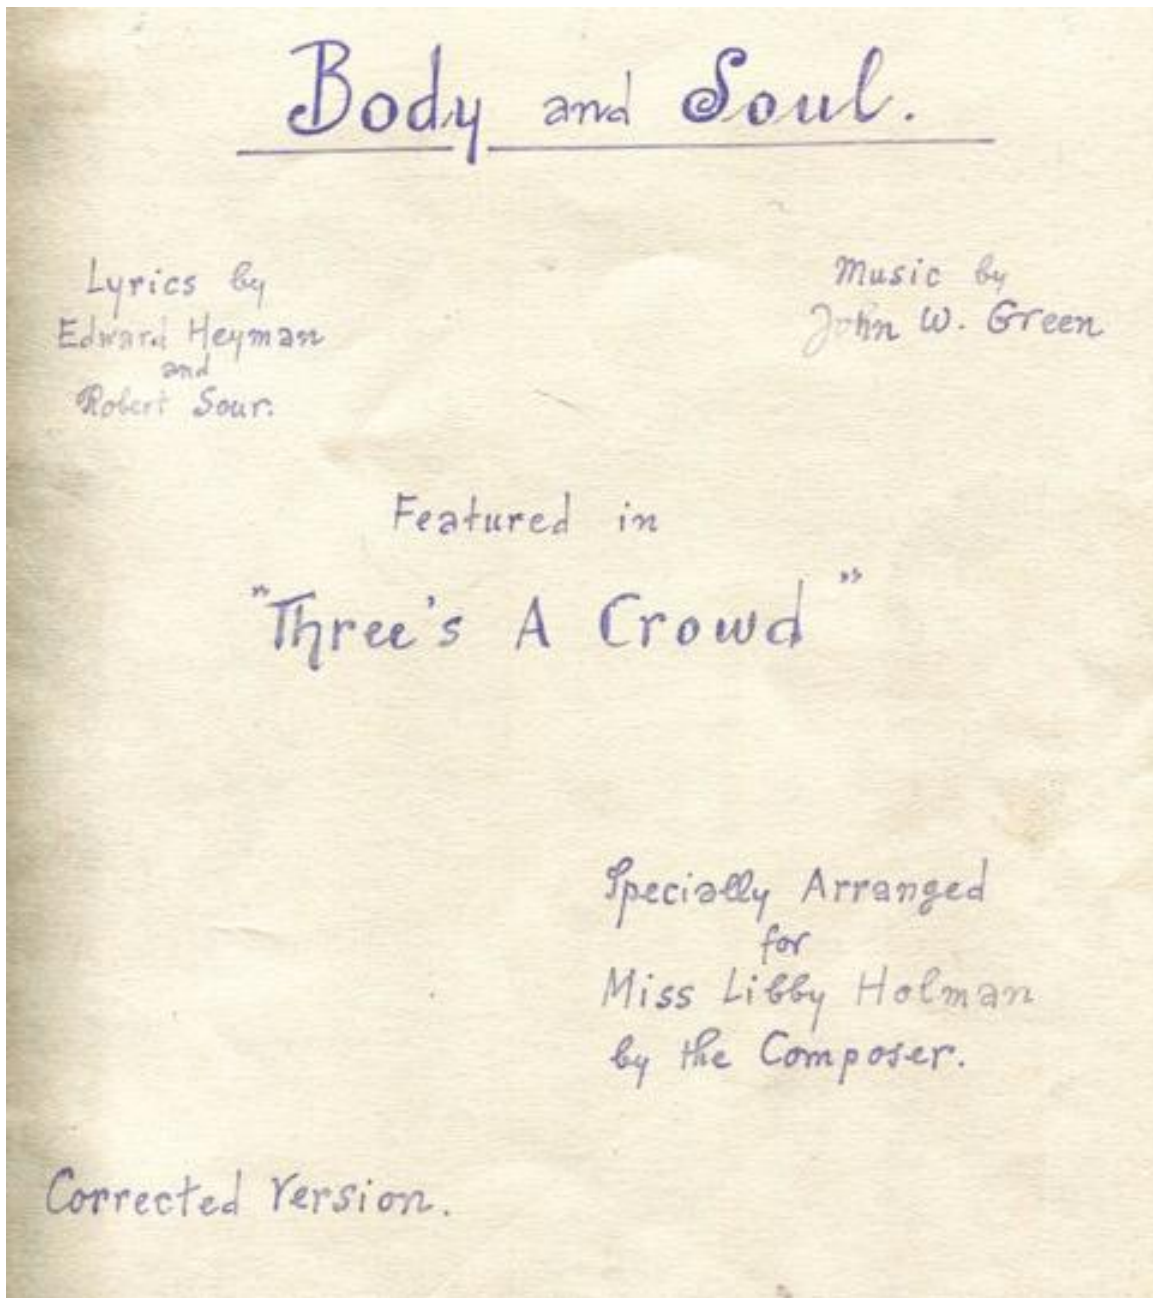 Body and Soul.
Lyrics by
Edward Heyman
and
Robert Sour.
Music by
John W. Green
Featured in
"Three's A Crowd"
Specially Arranged
for
Miss Libby Holman
by the Composer.
Corrected Version.